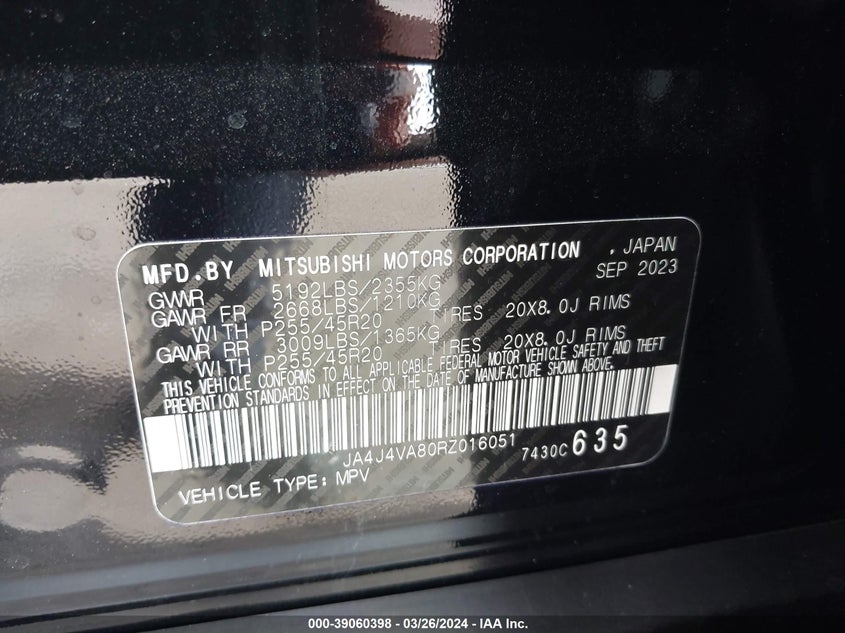 MFD.BY MITSUBISHI MOTORS CORPORATION , JAPAN
SEP 2023
GVWR 5192LBS/2355KG
GAWR FR 2668LBS/1210KG
WITH P255/45R20 TIRES 20X8.0J RIMS
GAWR RR 3009LBS/1365KG
WITH P255/45R20 TIRES 20X8.0J RIMS
THIS VEHICLE CONFORMS TO ALL APPLICABLE FEDERAL MOTOR VEHICLE SAFETY AND THEFT
PREVENTION STANDARDS IN EFFECT ON THE DATE OF MANUFACTURE SHOWN ABOVE.
JA4J4VA80RZ016051 7430C635
VEHICLE TYPE: MPV
000-39060398 - 03/26/2024 - IAA Inc.